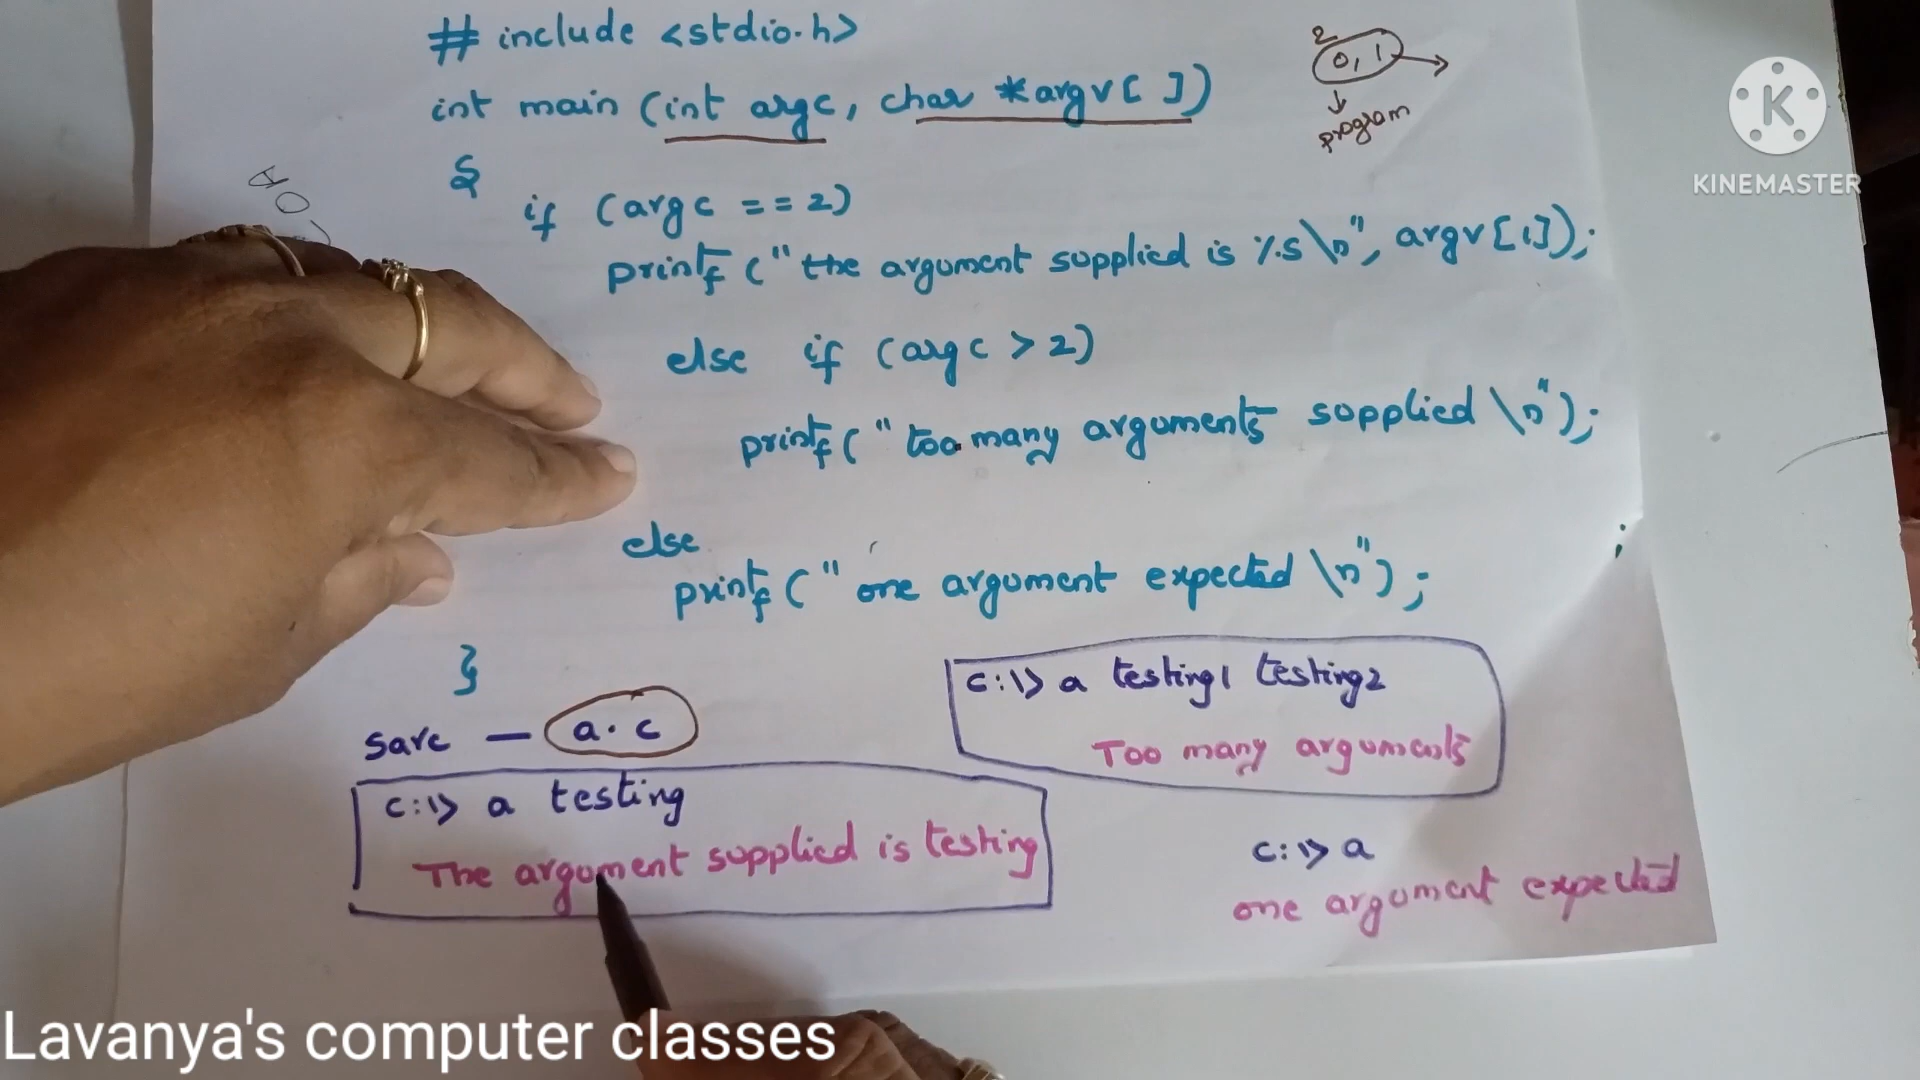 # include <stdio.h>
int main (int argc, char *argv[ ])
{
if (argc == 2)
printf ("the argument supplied is %s \n", argv[1]);
else if (argc > 2)
printf (" too many arguments supplied \n");
else
printf (" one argument expected \n");
}
save — a.c
c:\> a testing
The argument supplied is testing
c:\> a testing1 testing2
Too many arguments
c:\> a
one argument expected
2
0, 1
program
KINEMASTER
Lavanya's computer classes